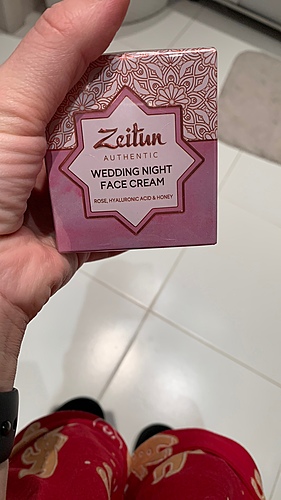 Zeitun
AUTHENTIC
WEDDING NIGHT
FACE CREAM
ROSE, HYALURONIC ACID & HONEY